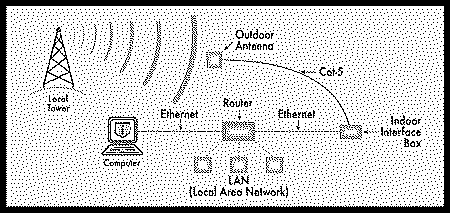 Outdoor
Antenna
Cat-5
Local
Tower
Ethernet
Router
Ethernet
Indoor
Interface
Box
Computer
LAN
(Local Area Network)